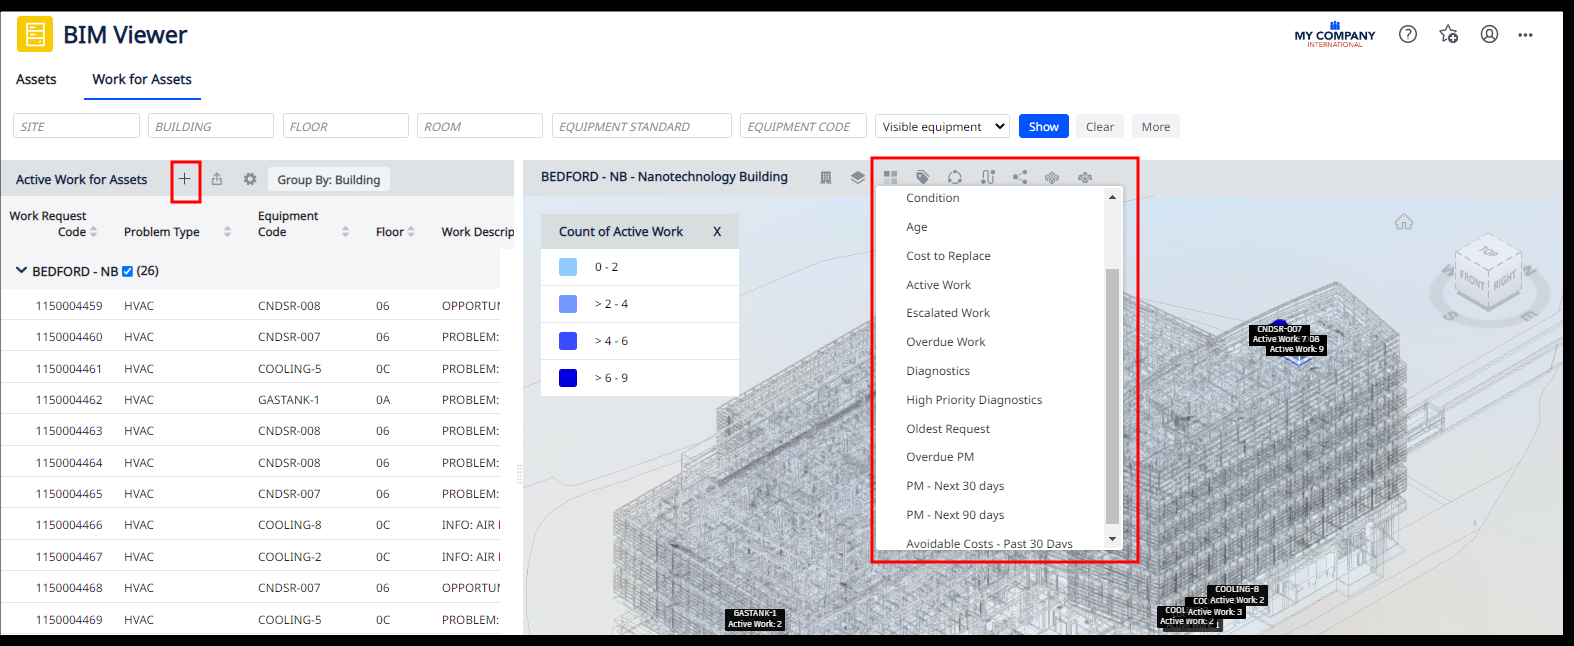 BIM Viewer
MY COMPANY
INTERNATIONAL
Assets
Work for Assets
SITE
BUILDING
FLOOR
ROOM
EQUIPMENT STANDARD
EQUIPMENT CODE
Visible equipment
Show
Clear
More
Active Work for Assets
Group By: Building
Work Request Code
Problem Type
Equipment Code
Floor
Work Descrip
BEDFORD - NB (26)
1150004459 HVAC CNDSR-008 06 OPPORTUN
1150004460 HVAC CNDSR-007 06 PROBLEM:
1150004461 HVAC COOLING-5 0C PROBLEM:
1150004462 HVAC GASTANK-1 0A PROBLEM:
1150004463 HVAC CNDSR-008 06 PROBLEM:
1150004464 HVAC CNDSR-008 06 PROBLEM:
1150004465 HVAC CNDSR-007 06 PROBLEM:
1150004466 HVAC COOLING-8 0C INFO: AIR
1150004467 HVAC COOLING-2 0C INFO: AIR
1150004468 HVAC CNDSR-007 06 OPPORTUN
1150004469 HVAC COOLING-5 0C PROBLEM:
BEDFORD - NB - Nanotechnology Building
Count of Active Work X
0 - 2
> 2 - 4
> 4 - 6
> 6 - 9
Condition
Age
Cost to Replace
Active Work
Escalated Work
Overdue Work
Diagnostics
High Priority Diagnostics
Oldest Request
Overdue PM
PM - Next 30 days
PM - Next 90 days
Avoidable Costs - Past 30 Days
TOP
FRONT
RIGHT
W
N
S
E
CNDSR-007
Active Work: 7
08
Active Work: 9
GASTANK-1
Active Work: 2
COOLING-8
Active Work: 2
COO
Active Work: 3
COOL
Active Work: 2